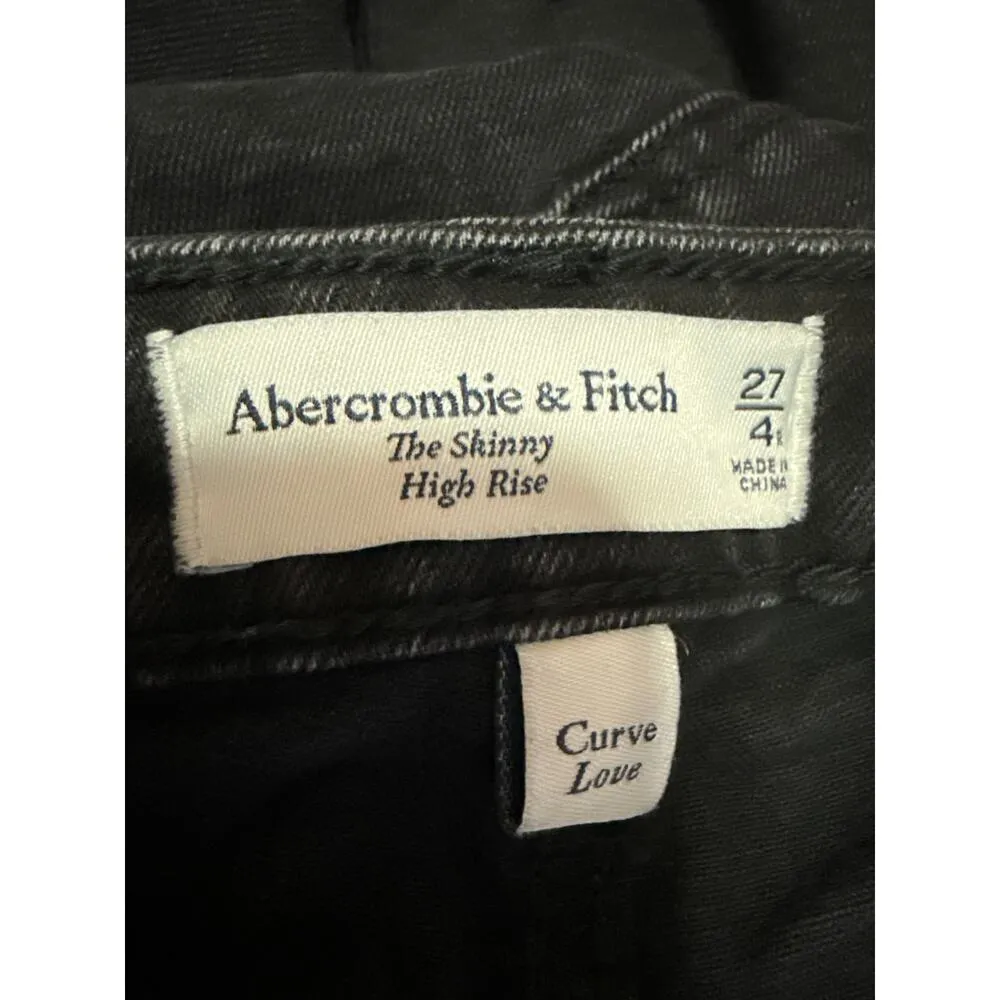 Abercrombie & Fitch
The Skinny
High Rise
27
4
MADE IN
CHINA
Curve
Love